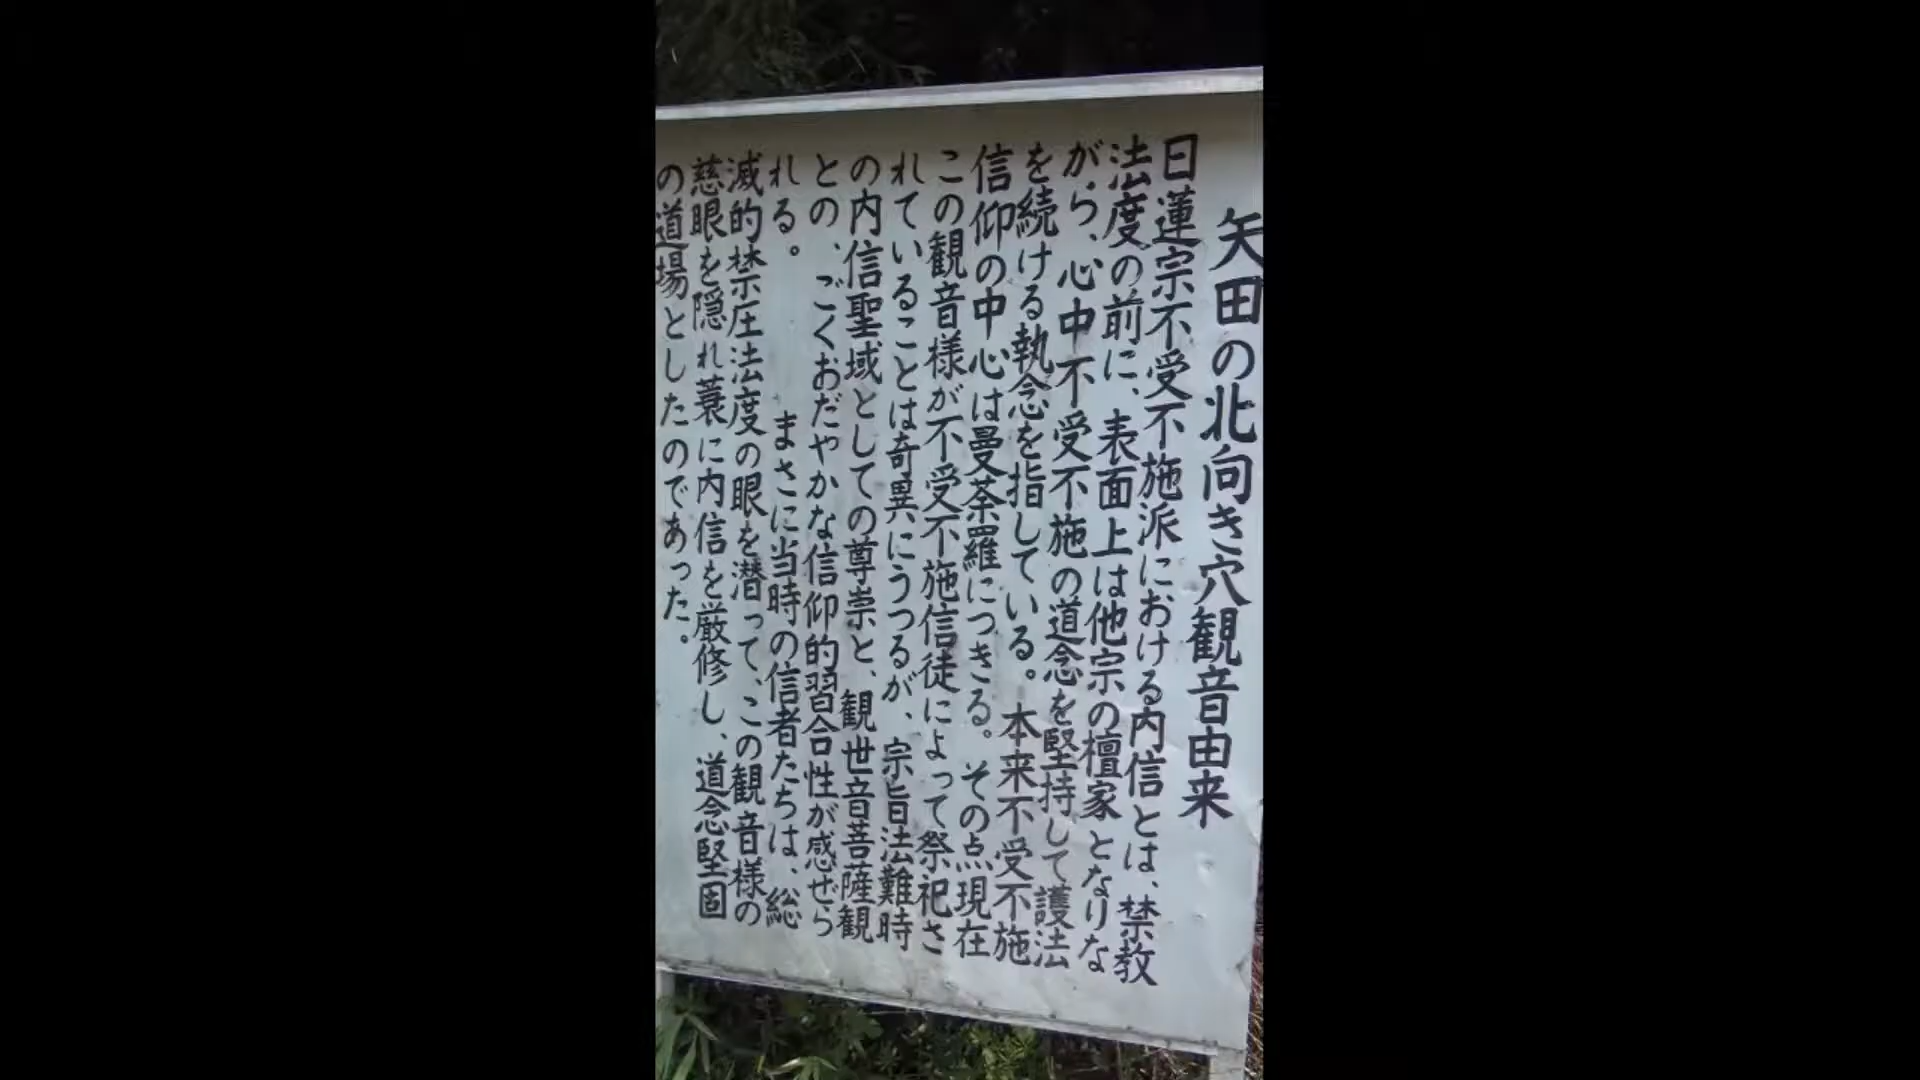 矢田の北向き穴観音由来
日蓮宗不受不施派における内信とは、禁教
法度の前に、表面上は他宗の檀家となりな
がら、心中不受不施の道念を堅持して護法
を続ける執念を指している。本来不受不施
信仰の中心は曼荼羅につきる。その点現在
この観音様が不受不施信徒によって祭祀さ
れていることは奇異にうつるが、宗旨法難時
の内信聖域としての尊崇と、観世音菩薩観
との、ごくおだやかな信仰的習合性が感ぜら
れる。　まさに当時の信者たちは、総
滅的禁圧法度の眼を潜って、この観音様の
慈眼を隠れ蓑に内信を厳修し、道念堅固
の道場としたのであった。